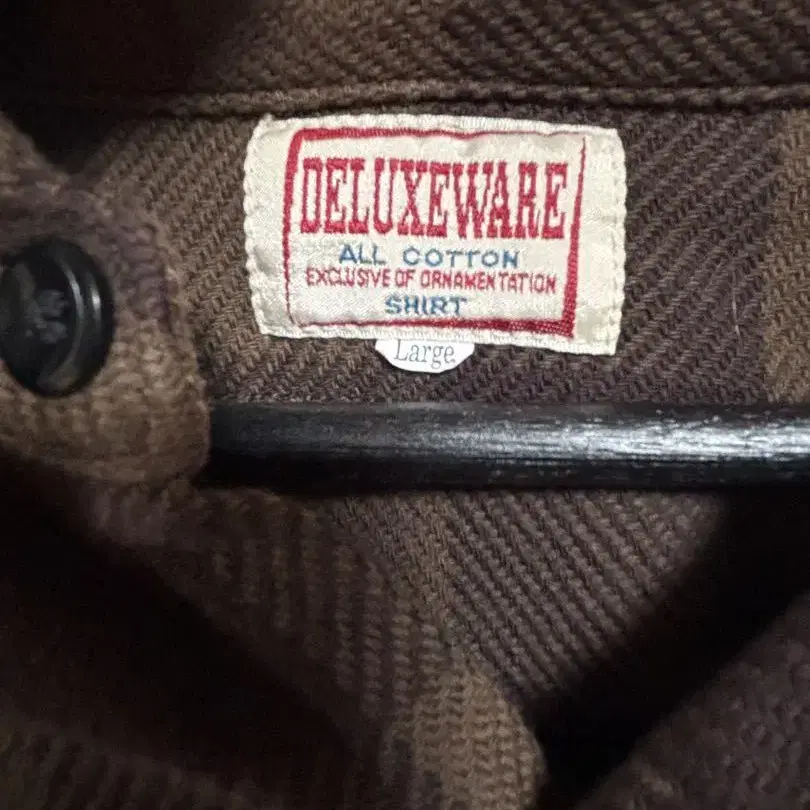 DELUXEWARE
ALL COTTON
EXCLUSIVE OF ORNAMENTATION
SHIRT
Large